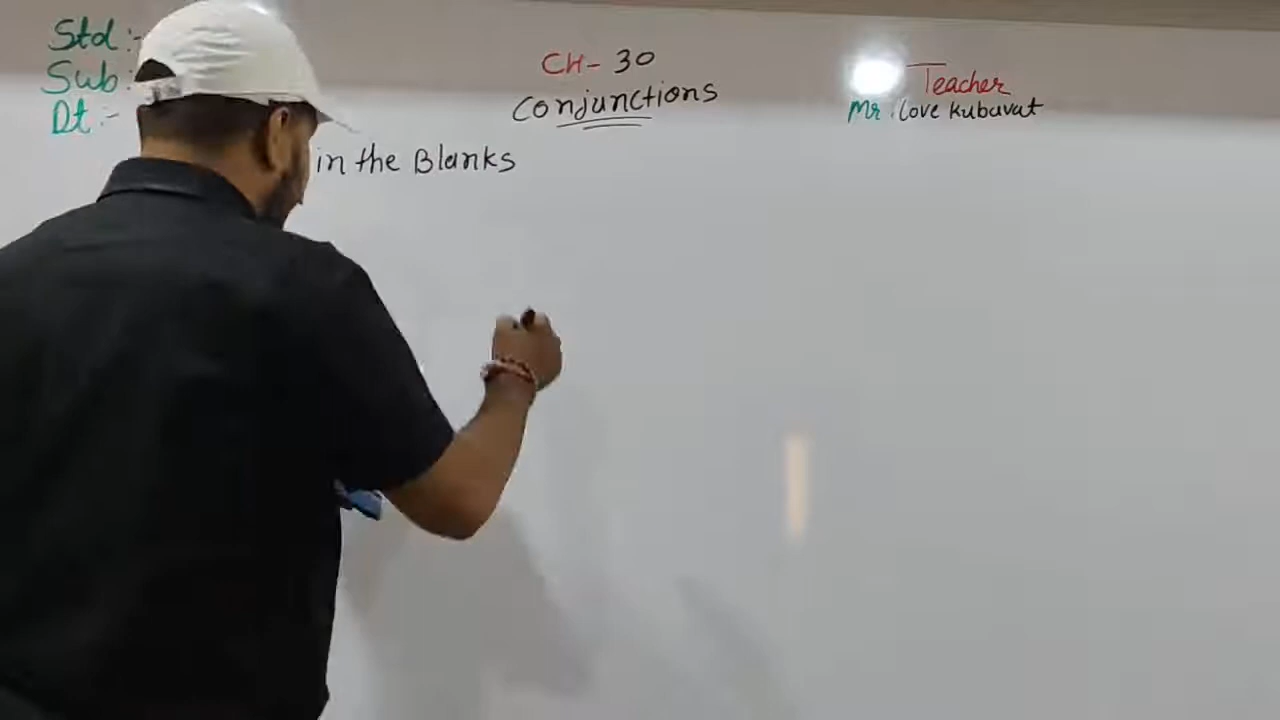 Std :-
Sub :
Dt :-
CH- 30
Conjunctions
Teacher
Mr. Love Kubavat
in the Blanks